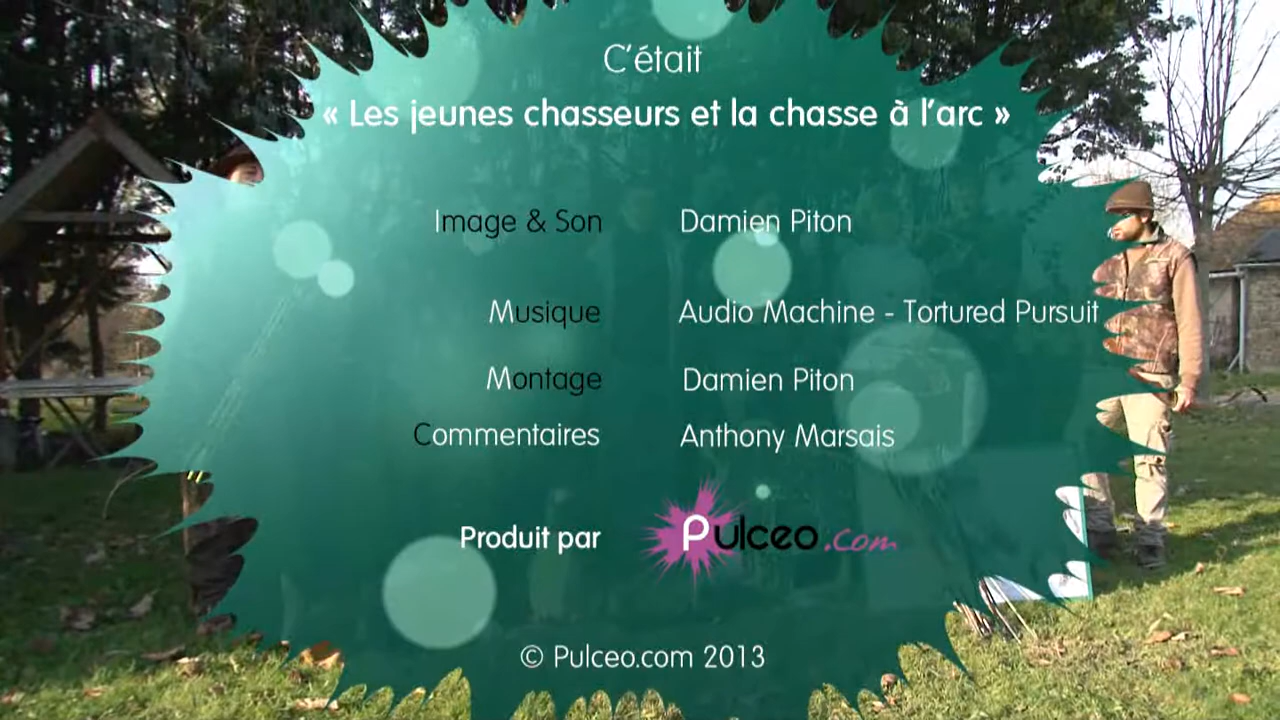 C'était
« Les jeunes chasseurs et la chasse à l'arc »
Image & Son Damien Piton
Musique Audio Machine - Tortured Pursuit
Montage Damien Piton
Commentaires Anthony Marsais
Produit par Pulceo.com
© Pulceo.com 2013